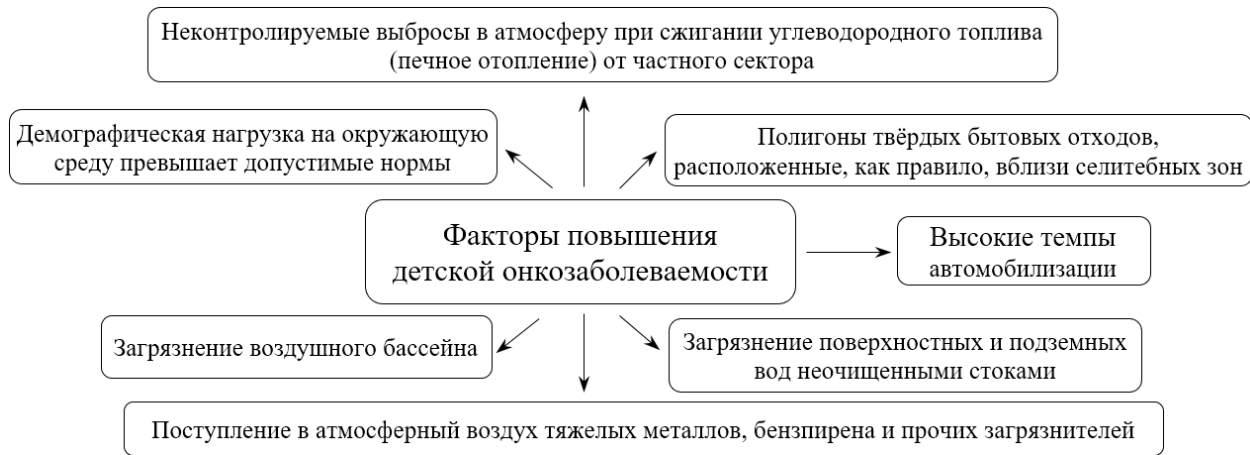 Неконтролируемые выбросы в атмосферу при сжигании углеводородного топлива
(печное отопление) от частного сектора
Демографическая нагрузка на окружающую
среду превышает допустимые нормы
Полигоны твёрдых бытовых отходов,
расположенные, как правило, вблизи селитебных зон
Факторы повышения
детской онкозаболеваемости
Высокие темпы
автомобилизации
Загрязнение воздушного бассейна
Загрязнение поверхностных и подземных
вод неочищенными стоками
Поступление в атмосферный воздух тяжелых металлов, бензпирена и прочих загрязнителей